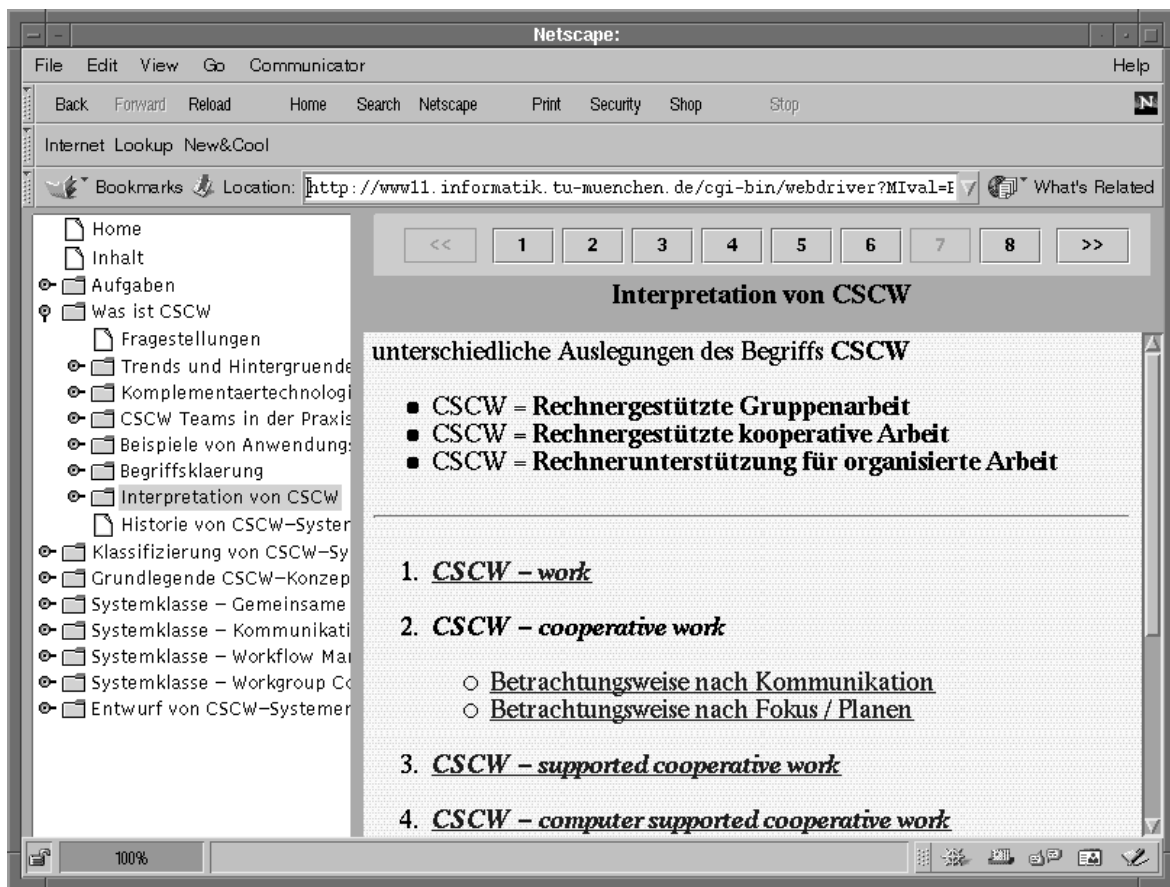 Netscape:
File Edit View Go Communicator Help
Back Forward Reload Home Search Netscape Print Security Shop Stop N
Internet Lookup New&Cool
Bookmarks Location: http://www11.informatik.tu-muenchen.de/cgi-bin/webdriver?MIval= What's Related
Home
Inhalt
Aufgaben
Was ist CSCW
Fragestellungen
Trends und Hintergruende
Komplementaertechnologi
CSCW Teams in der Praxis
Beispiele von Anwendung
Begriffsklaerung
Interpretation von CSCW
Historie von CSCW-System
Klassifizierung von CSCW-Sy
Grundlegende CSCW-Konzep
Systemklasse - Gemeinsame
Systemklasse - Kommunikati
Systemklasse - Workflow Mar
Systemklasse - Workgroup Co
Entwurf von CSCW-Systemer
<< 1 2 3 4 5 6 7 8 >>
Interpretation von CSCW
unterschiedliche Auslegungen des Begriffs CSCW
CSCW = Rechnergestützte Gruppenarbeit
CSCW = Rechnergestützte kooperative Arbeit
CSCW = Rechnerunterstützung für organisierte Arbeit
1. CSCW – work
2. CSCW – cooperative work
Betrachtungsweise nach Kommunikation
Betrachtungsweise nach Fokus / Planen
3. CSCW – supported cooperative work
4. CSCW – computer supported cooperative work
100%